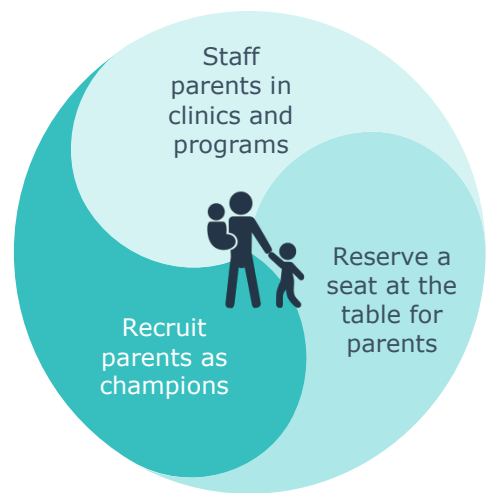 Staff
parents in
clinics and
programs
Reserve a
seat at the
table for
parents
Recruit
parents as
champions